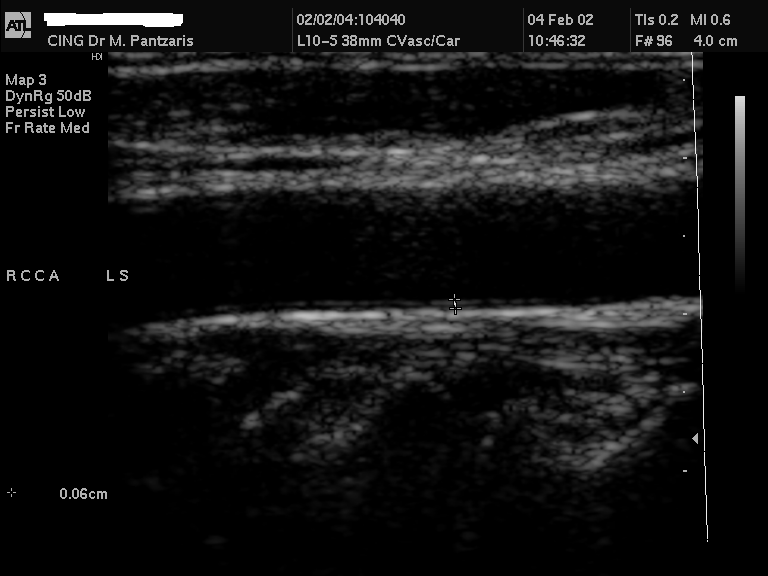 ATL
CING Dr M. Pantzaris
02/02/04:104040
L10-5 38mm CVasc/Car
04 Feb 02
10:46:32
TIs 0.2 MI 0.6
F# 96 4.0 cm
HDI
Map 3
DynRg 50dB
Persist Low
Fr Rate Med
RCCA LS
0.06cm